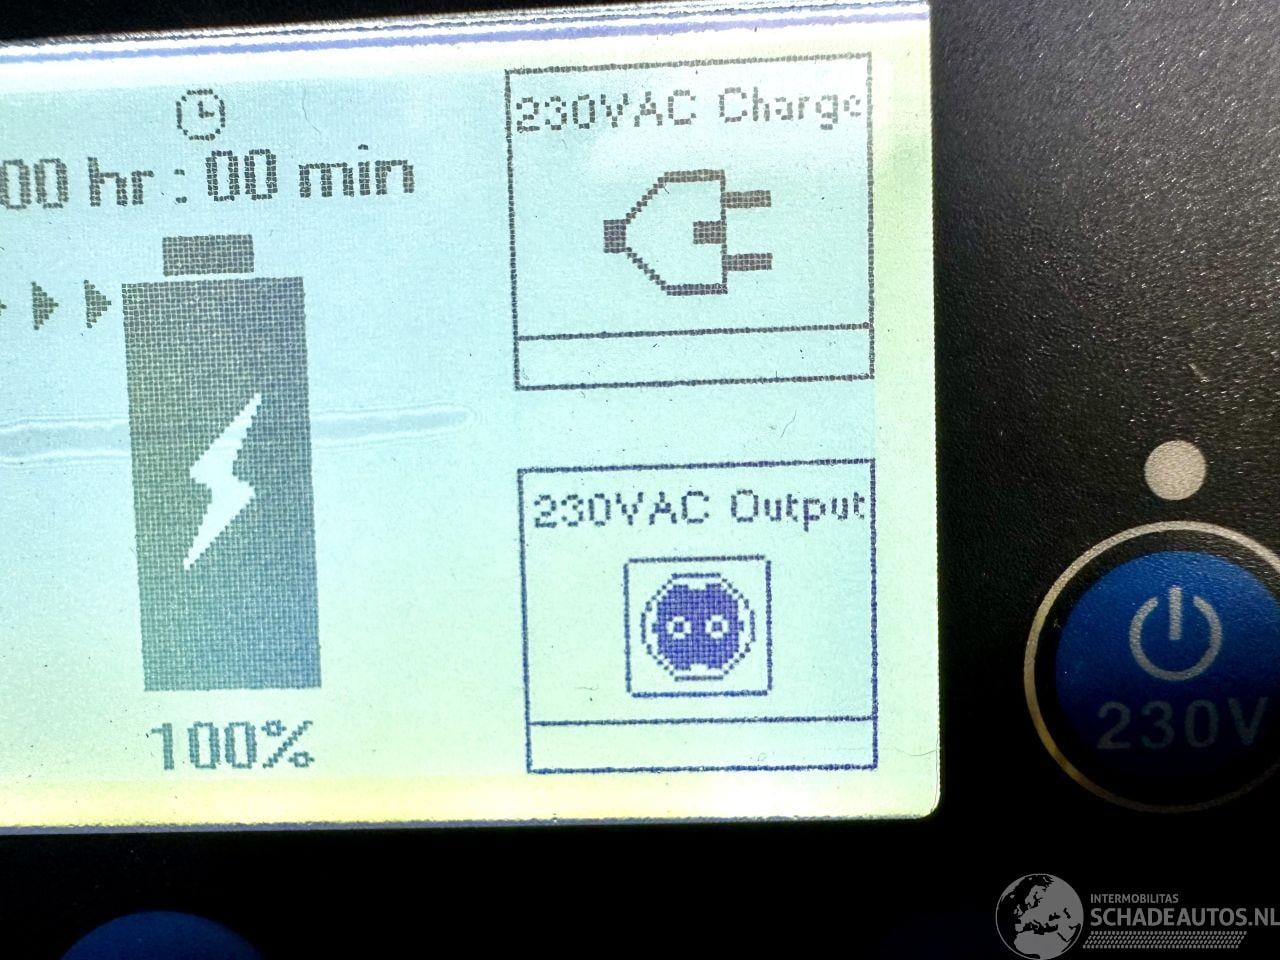 230VAC Charge
00 hr : 00 min
230VAC Output
100%
230V
INTERMOBILITAS
SCHADEAUTOS.NL